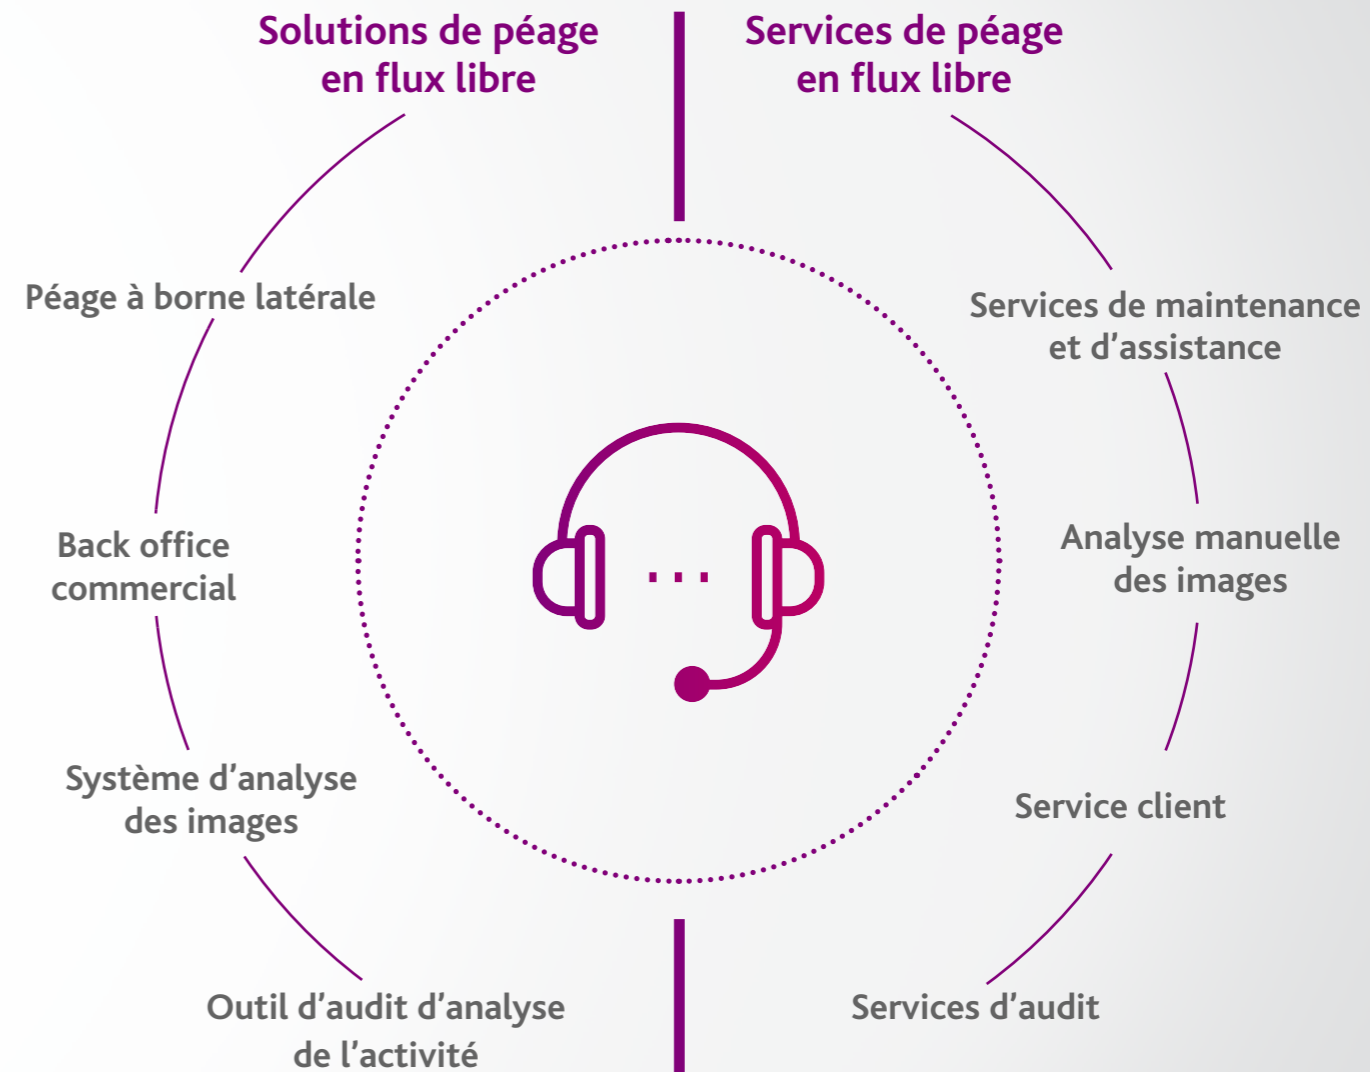 Solutions de péage
en flux libre
Péage à borne latérale
Back office
commercial
Système d'analyse
des images
Outil d'audit d'analyse
de l'activité
Services de péage
en flux libre
Services de maintenance
et d'assistance
Analyse manuelle
des images
Service client
Services d'audit